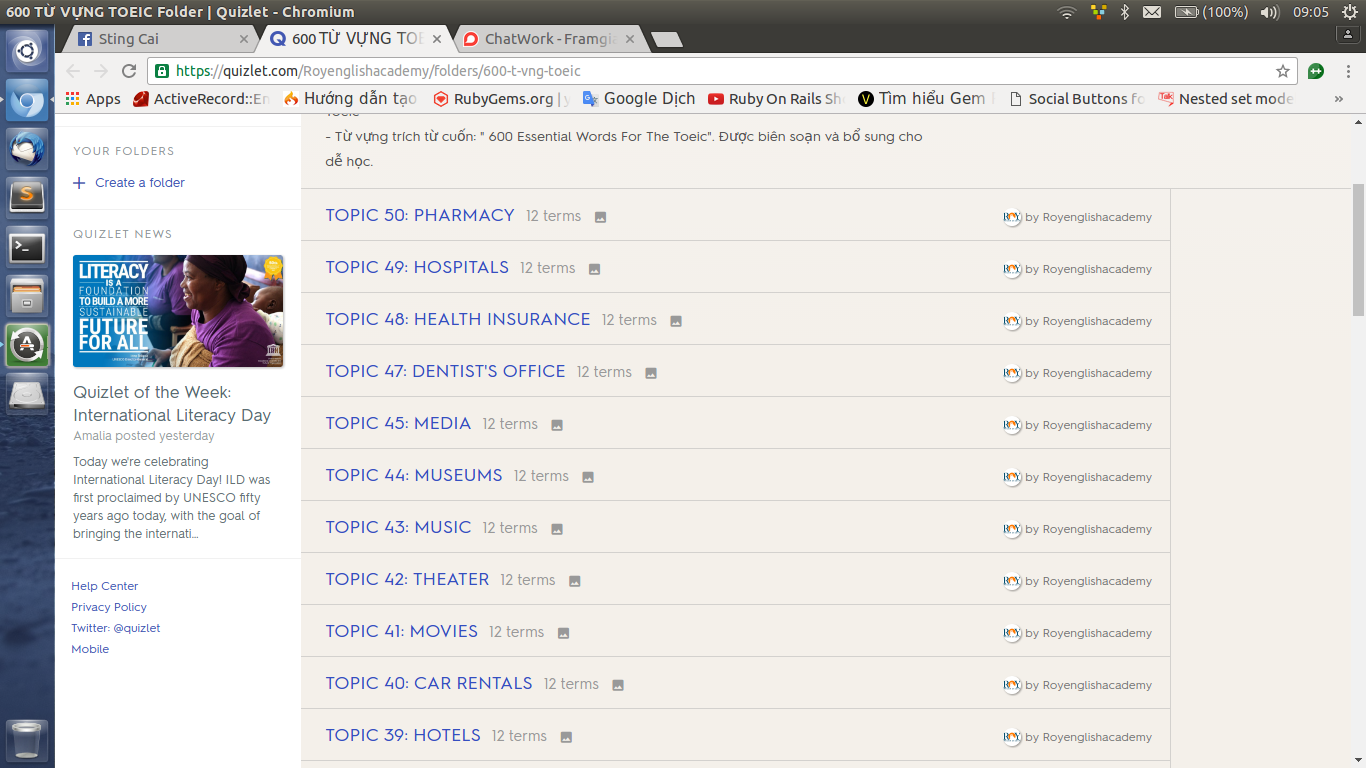 600 TỪ VỰNG TOEIC Folder | Quizlet - Chromium
(100%) 09:05
Sting Cai
600 TỪ VỰNG TOE
ChatWork - Framgia
https://quizlet.com/Royenglishacademy/folders/600-t-vng-toeic
Apps ActiveRecord::En Hướng dẫn tạo RubyGems.org | y Google Dịch Ruby On Rails Sh Tìm hiểu Gem Social Buttons fo Nested set mode »
Toeic
- Từ vựng trích từ cuốn: " 600 Essential Words For The Toeic". Được biên soạn và bổ sung cho
dễ học.
YOUR FOLDERS
Create a folder
QUIZLET NEWS
LITERACY
IS A
FOUNDATION
TO BUILD A MORE
SUSTAINABLE
FUTURE
FOR ALL
Quizlet of the Week:
International Literacy Day
Amalia posted yesterday
Today we're celebrating
International Literacy Day! ILD was
first proclaimed by UNESCO fifty
years ago today, with the goal of
bringing the internati...
Help Center
Privacy Policy
Twitter: @quizlet
Mobile
TOPIC 50: PHARMACY 12 terms by Royenglishacademy
TOPIC 49: HOSPITALS 12 terms by Royenglishacademy
TOPIC 48: HEALTH INSURANCE 12 terms by Royenglishacademy
TOPIC 47: DENTIST'S OFFICE 12 terms by Royenglishacademy
TOPIC 45: MEDIA 12 terms by Royenglishacademy
TOPIC 44: MUSEUMS 12 terms by Royenglishacademy
TOPIC 43: MUSIC 12 terms by Royenglishacademy
TOPIC 42: THEATER 12 terms by Royenglishacademy
TOPIC 41: MOVIES 12 terms by Royenglishacademy
TOPIC 40: CAR RENTALS 12 terms by Royenglishacademy
TOPIC 39: HOTELS 12 terms by Royenglishacademy